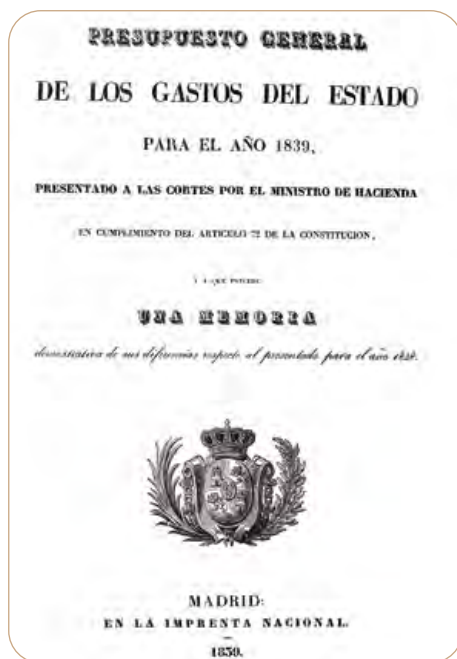 PRESUPUESTO GENERAL
DE LOS GASTOS DEL ESTADO
PARA EL AÑO 1839,
PRESENTADO A LAS CORTES POR EL MINISTRO DE HACIENDA
EN CUMPLIMIENTO DEL ARTICULO 72 DE LA CONSTITUCION,
UNA MEMORIA
demostrativa de sus diferencias respecto al presentado para el año 1838.
MADRID:
EN LA IMPRENTA NACIONAL.
1839.